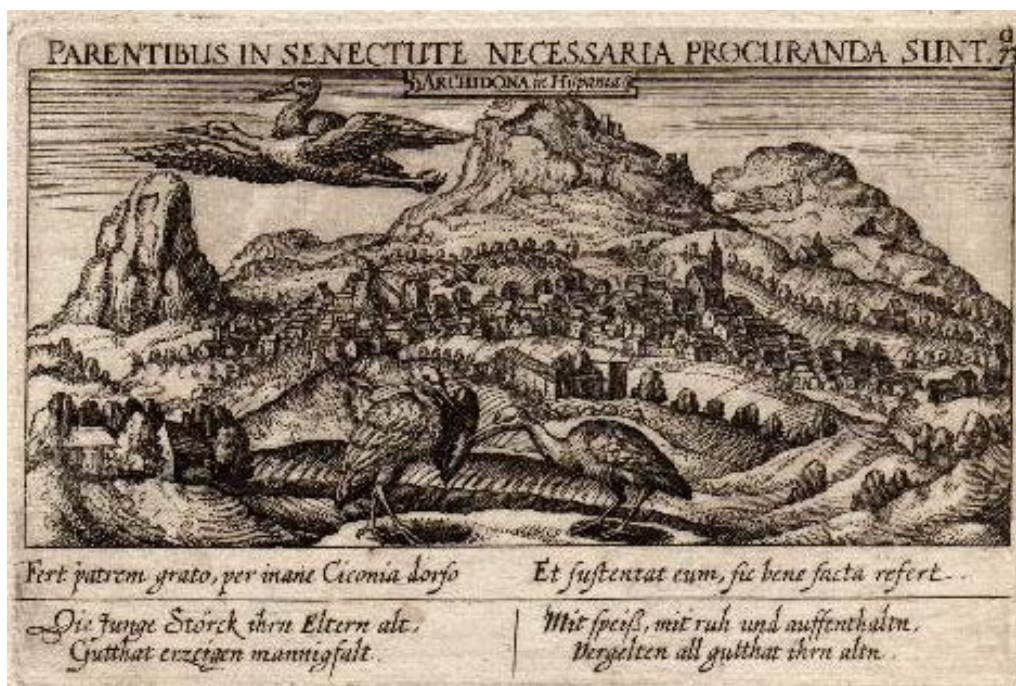 PARENTIBUS IN SENECTUTE NECESSARIA PROCURANDA SUNT.
ARCHIDONA in Hispania
Fert patrem grato, per inane Ciconia dorso
Et sustentat eum, sic bene facta refert.
Die Junge Störck ihrn Eltern alt,
Gutthat erzeygen mannigfalt.
Mit speiß, mit ruh und auffenthaltn,
Vergelten all gutthat ihrn altn.